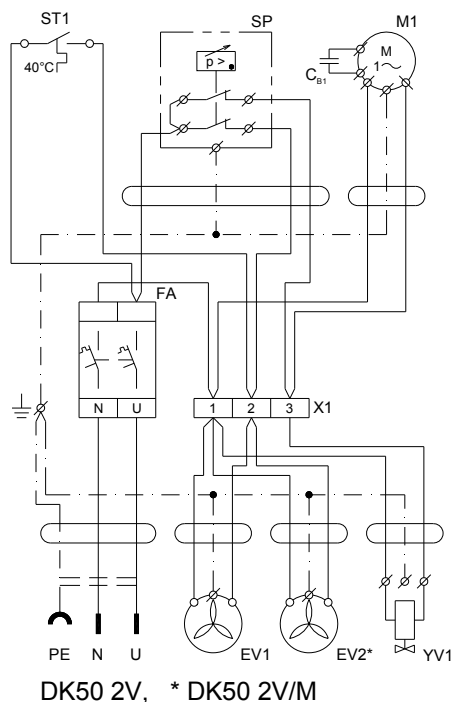 ST1 SP M1
40°C p > M
1
CB1
FA
N U 1 2 3 X1
PE N U EV1 EV2* YV1
DK50 2V, * DK50 2V/M